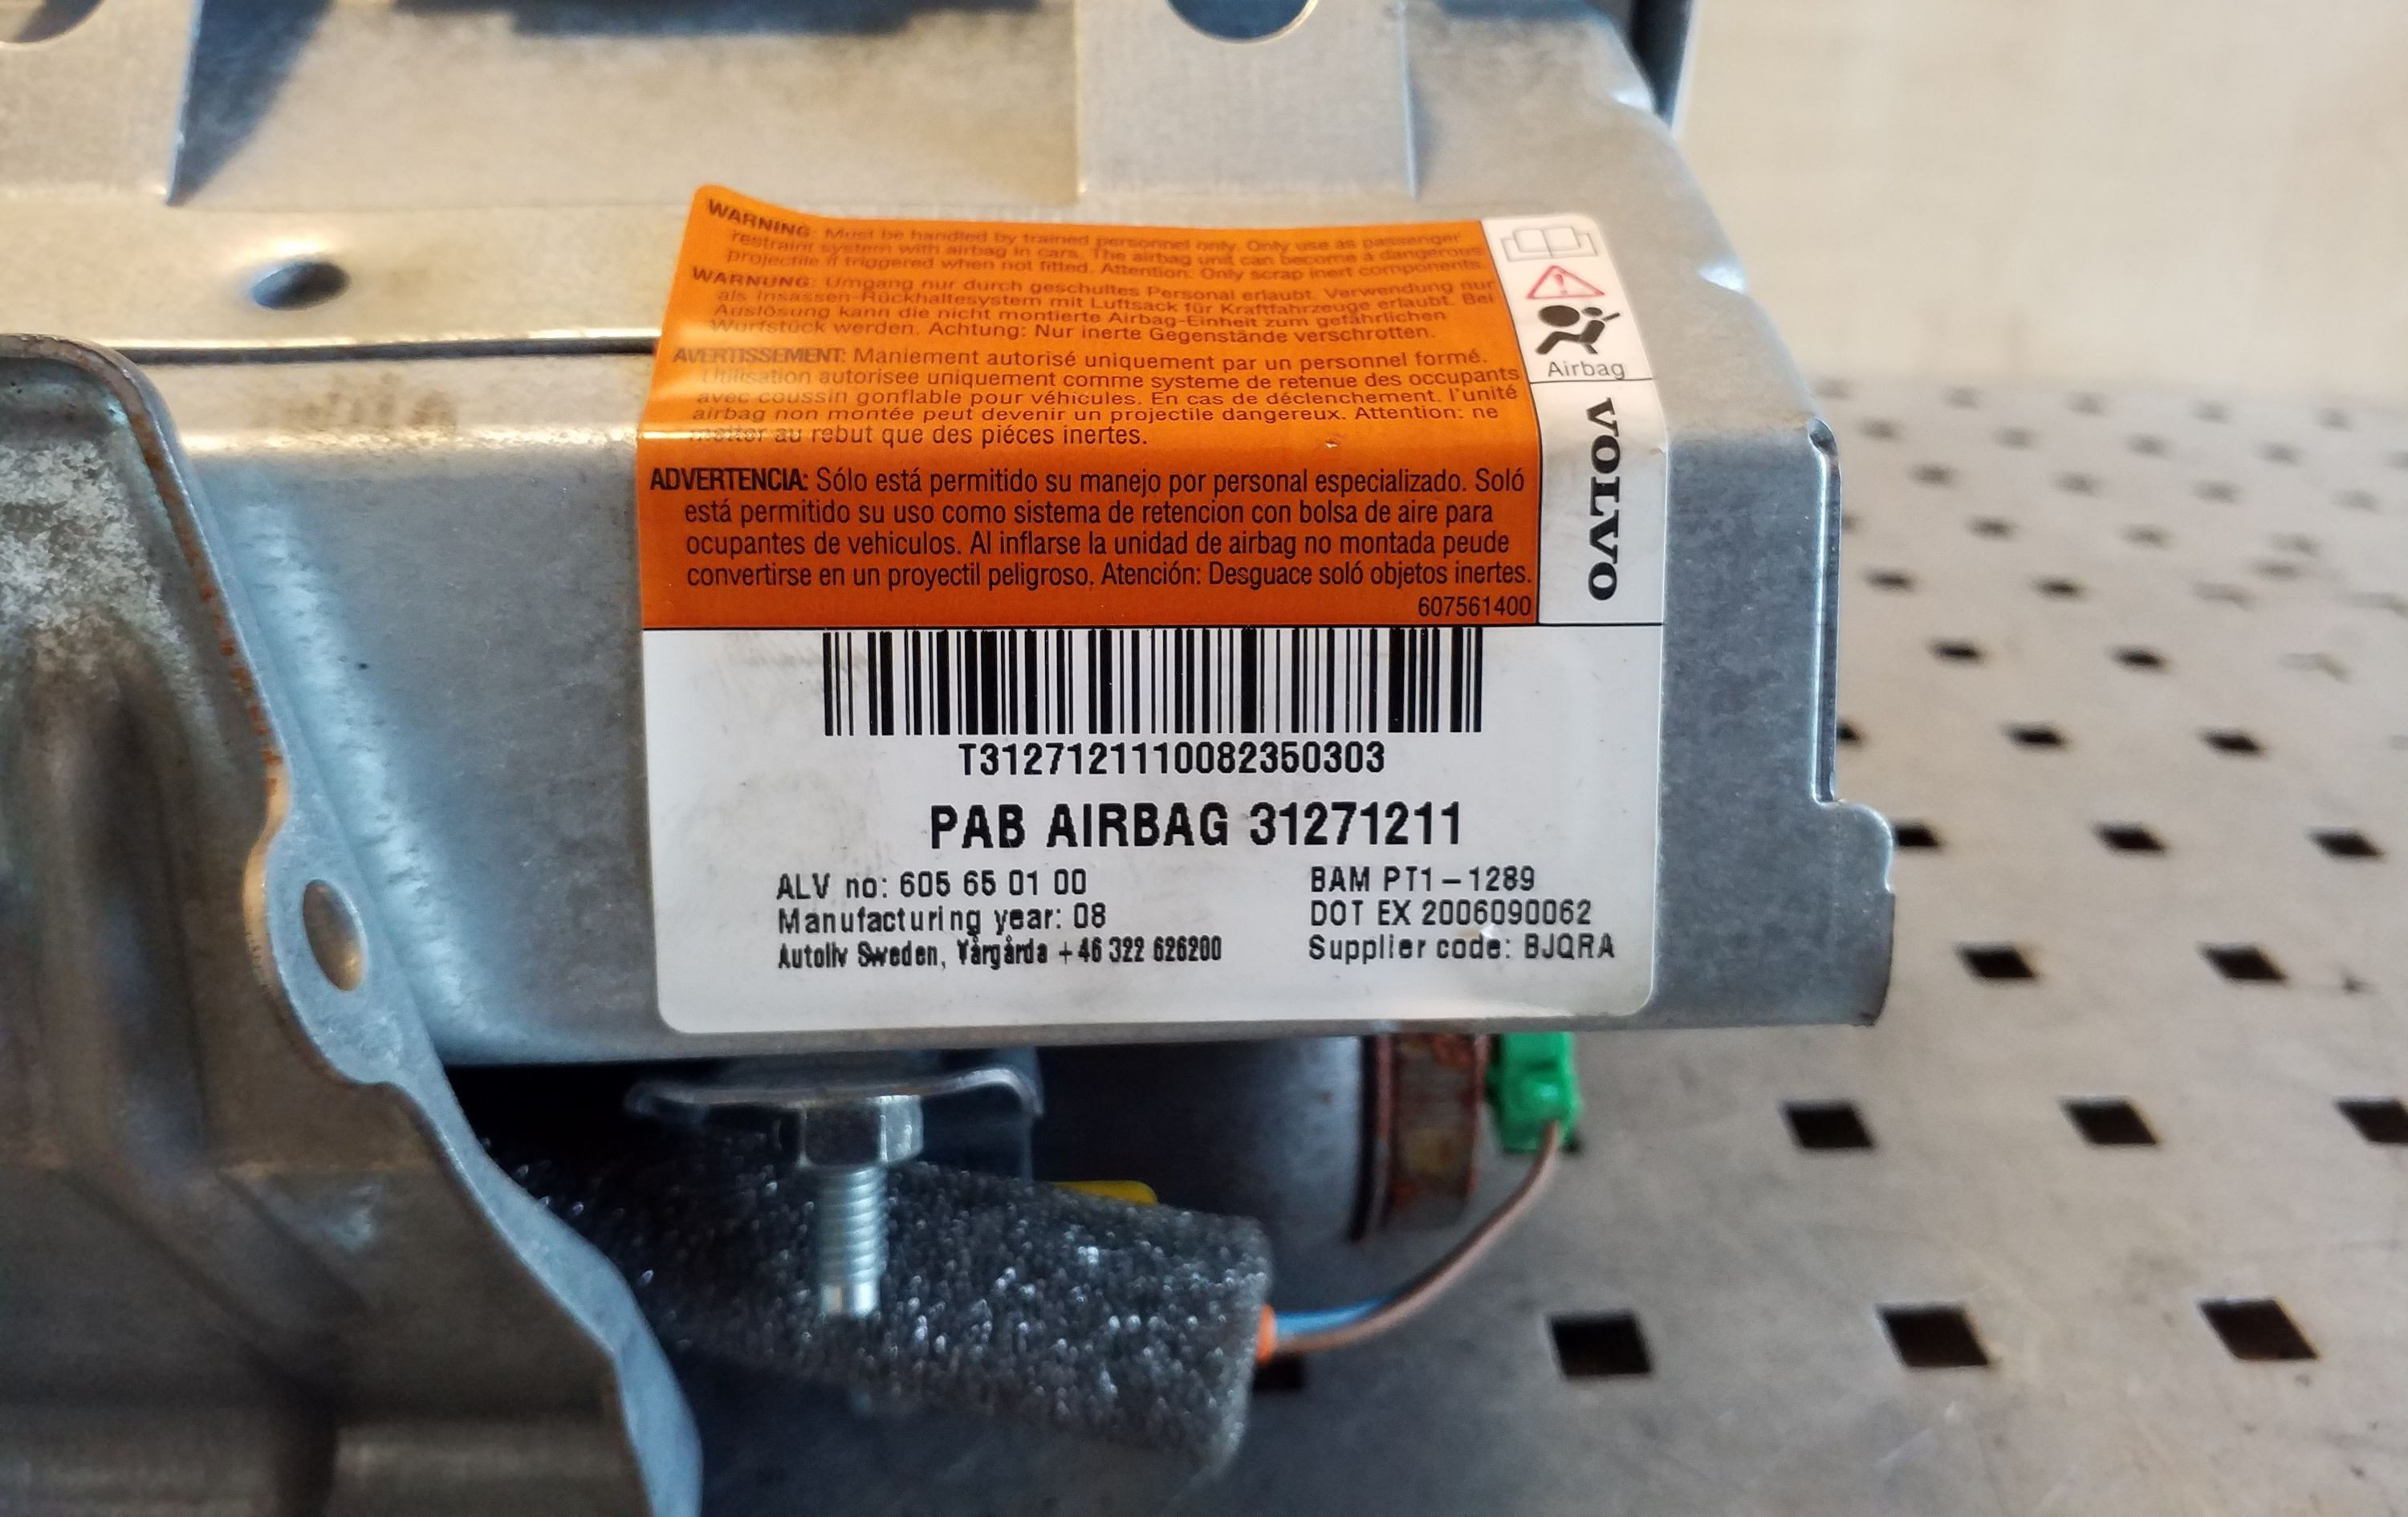 WARNING: Must be handled by trained personnel only. Only use as passenger
restraint system with airbag in cars. The airbag unit can become a dangerous
projectile if triggered when not fitted. Attention: Only scrap inert components.
WARNUNG: Umgang nur durch geschultes Personal erlaubt. Verwendung nur
als Insassen-Rückhaltesystem mit Luftsack für Kraftfahrzeuge erlaubt. Bei
Auslösung kann die nicht montierte Airbag-Einheit zum gefährlichen
Wurfstück werden. Achtung: Nur inerte Gegenstände verschrotten.
AVERTISSEMENT: Maniement autorisé uniquement par un personnel formé.
Utilisation autorisee uniquement comme systeme de retenue des occupants
avec coussin gonflable pour véhicules. En cas de déclenchement. l'unité
airbag non montée peut devenir un projectile dangereux. Attention: ne
metter au rebut que des piéces inertes.
ADVERTENCIA: Sólo está permitido su manejo por personal especializado. Soló
está permitido su uso como sistema de retencion con bolsa de aire para
ocupantes de vehiculos. Al inflarse la unidad de airbag no montada peude
convertirse en un proyectil peligroso. Atención: Desguace soló objetos inertes.
607561400
Airbag
VOLVO
T3127121110082350303
PAB AIRBAG 31271211
ALV no: 605 65 01 00
Manufacturing year: 08
Autoliv Sweden, Vårgårda +46 322 626200
BAM PT1-1289
DOT EX 2006090062
Supplier code: BJQRA